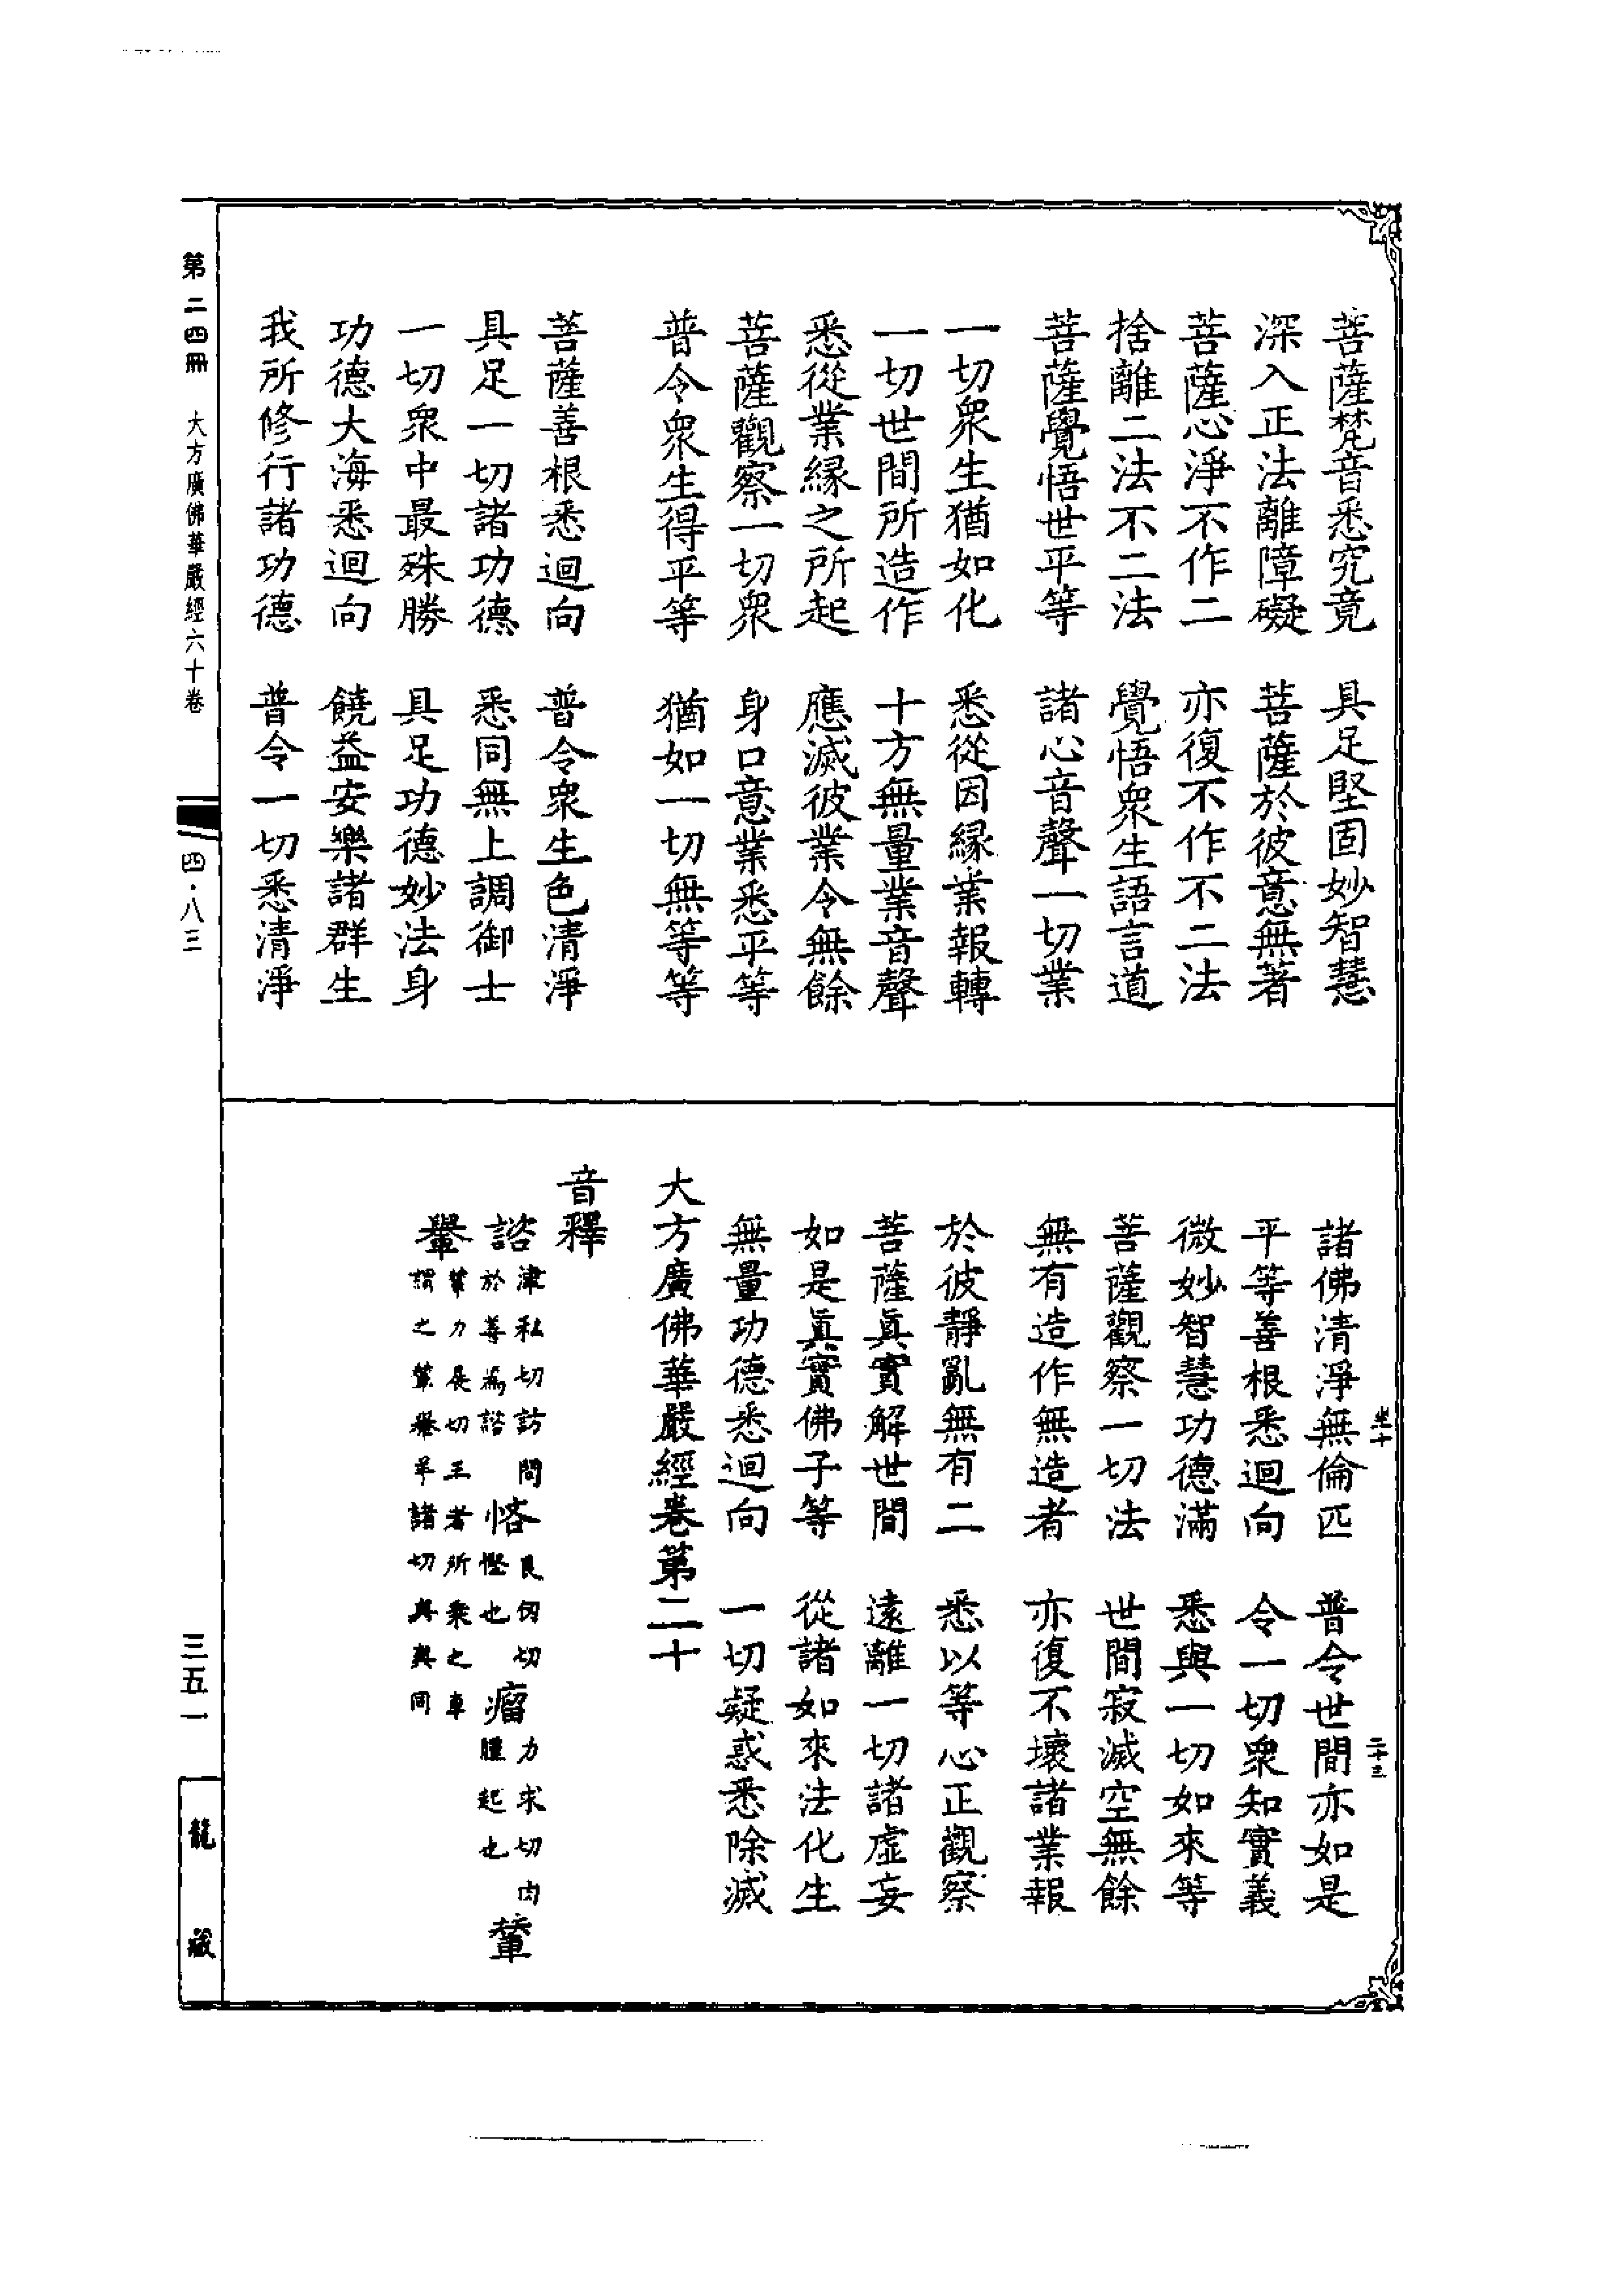 菩薩梵音悉究竟　具足堅固妙智慧
深入正法離障礙　菩薩於彼意無著
菩薩心淨不作二　亦復不作不二法
捨離二法不二法　覺悟衆生語言道
菩薩覺悟世平等　諸心音聲一切業
一切衆生猶如化　悉從因緣業報轉
一切世間所造作　十方無量業音聲
悉從業緣之所起　應滅彼業令無餘
菩薩觀察一切衆　身口意業悉平等
普令衆生得平等　猶如一切無等等
菩薩善根悉迴向　普令衆生色清淨
具足一切諸功德　悉同無上調御士
一切衆中最殊勝　具足功德妙法身
功德大海悉迴向　饒益安樂諸群生
我所修行諸功德　普令一切悉清淨
諸佛清淨無倫匹　普令世間亦如是
坐十　二十三
平等善根悉迴向　令一切衆知實義
微妙智慧功德滿　悉與一切如來等
菩薩觀察一切法　世間寂滅空無餘
無有造作無造者　亦復不壞諸業報
於彼靜亂無有二　悉以等心正觀察
菩薩眞實解世間　遠離一切諸虛妄
如是眞實佛子等　從諸如來法化生
無量功德悉迴向　一切疑惑悉除滅
大方廣佛華嚴經卷第二十
音釋
諮津私切訪問於善爲諮　悋良刃切慳也　瘤力求切肉腫起也　輦
轝輦力展切王者所乘之車謂之輦轝羊諸切與輿同
第二四冊　大方廣佛華嚴經六十卷　四·八三　三五一　龍藏